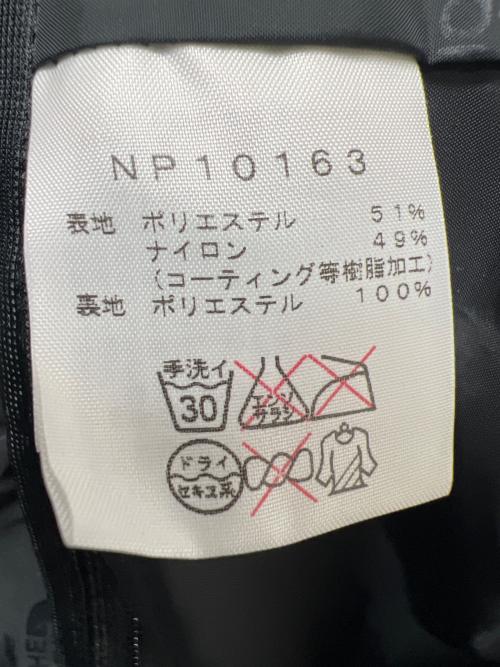 NP10163
表地 ポリエステル 51%
ナイロン 49%
(コーティング等樹脂加工)
裏地 ポリエステル 100%
手洗イ
30
エンソ
サラシ
ドライ
セキユ系